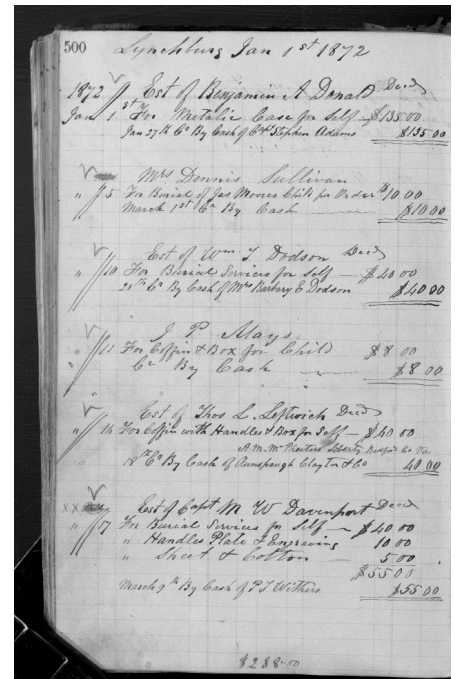 500 Lynchburg Jan 1st 1872
1872 Est of Benjamin A Donald Decd
Jan 1st For Metalic Case for Self — $135.00
Jan 27th Cr By Cash of Capt Stephen Adams $135.00
Mrs Dennis Sullivan
" 5 For Burial of Jas Moores Child per Order $10.00
March 1st Cr By Cash $10.00
Est of Wm T Dodson Decd
" 10 For Burial Services for Self — $40 00
20th Cr By Cash of Mrs Barbary E Dodson $40 00
J P Mays
" 11 For Coffin & Box for Child $8 00
Cr By Cash $8 00
Est of Thos L. Leftwich Decd
" 14 For Coffin with Handles & Box for Self — $40 00
Liberty Bedford Co Va
18th Cr By Cash of Clayton & Co 40 00
xx Est of Capt M W Davenport Decd
" 17 For Burial Services for Self — $40.00
" Handles Plate & Engraving 10.00
" Sheet & Cotton — 5.00
$55 00
March 9th By Cash of P T Withers $55 00
$288.00